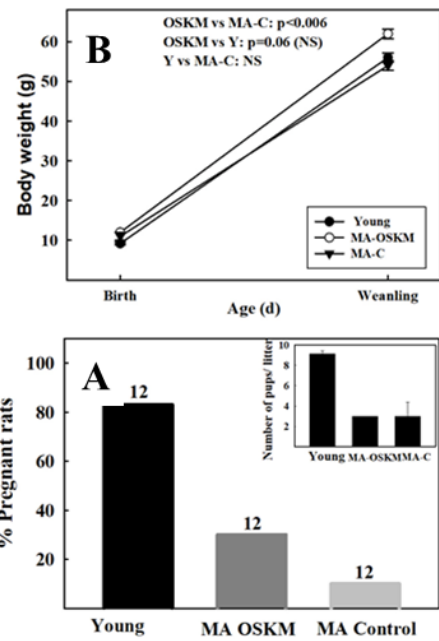 OSKM vs MA-C: p<0.006
OSKM vs Y: p=0.06 (NS)
Y vs MA-C: NS
B
Body weight (g)
60
50
40
30
20
10
Young
MA-OSKM
MA-C
Birth
Weanling
Age (d)
A
% Pregnant rats
100
80
60
40
20
12
12
12
Young
MA OSKM
MA Control
Number of pups/ litter
10
8
6
4
2
Young
MA-OSKM
MA-C